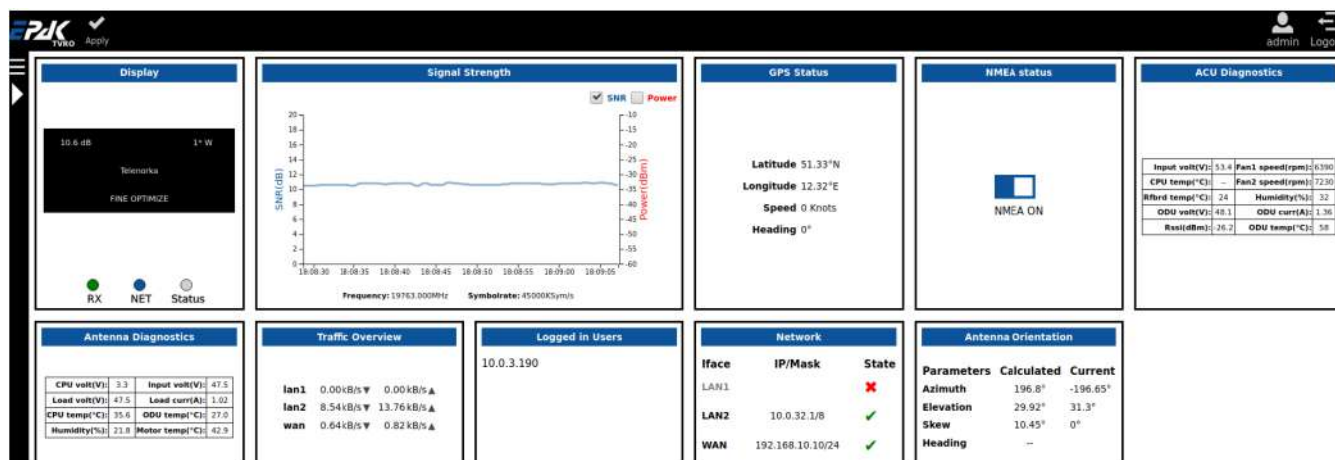 EPAK
TVRO
Apply
admin
Logo
Display
10.6 dB 1° W
Telenorka
FINE OPTIMIZE
RX NET Status
Signal Strength
SNR Power
SNR(dB)
20
18
16
14
12
10
8
6
4
2
0
-10
-15
-20
-25
-30
-35
-40
-45
-50
-55
-60
Power(dBm)
18:08:30 18:08:35 18:08:40 18:08:45 18:08:50 18:08:55 18:09:00 18:09:05
Frequency: 19763.000MHz Symbolrate: 45000KSym/s
GPS Status
Latitude 51.33°N
Longitude 12.32°E
Speed 0 Knots
Heading 0°
NMEA status
NMEA ON
ACU Diagnostics
Input volt(V): 53.4 Fan1 speed(rpm): 6390
CPU temp(°C): -- Fan2 speed(rpm): 7230
Rfbrd temp(°C): 24 Humidity(%): 32
ODU volt(V): 48.1 ODU curr(A): 1.36
Rssi(dBm): -26.2 ODU temp(°C): 58
Antenna Diagnostics
CPU volt(V): 3.3 Input volt(V): 47.5
Load volt(V): 47.5 Load curr(A): 1.02
CPU temp(°C): 35.6 ODU temp(°C): 27.0
Humidity(%): 21.8 Motor temp(°C): 42.9
Traffic Overview
lan1 0.00kB/s▼ 0.00kB/s▲
lan2 8.54kB/s▼ 13.76kB/s▲
wan 0.64kB/s▼ 0.82kB/s▲
Logged in Users
10.0.3.190
Network
Iface IP/Mask State
LAN1
LAN2 10.0.32.1/8
WAN 192.168.10.10/24
Antenna Orientation
Parameters Calculated Current
Azimuth 196.8° -196.65°
Elevation 29.92° 31.3°
Skew 10.45° 0°
Heading --